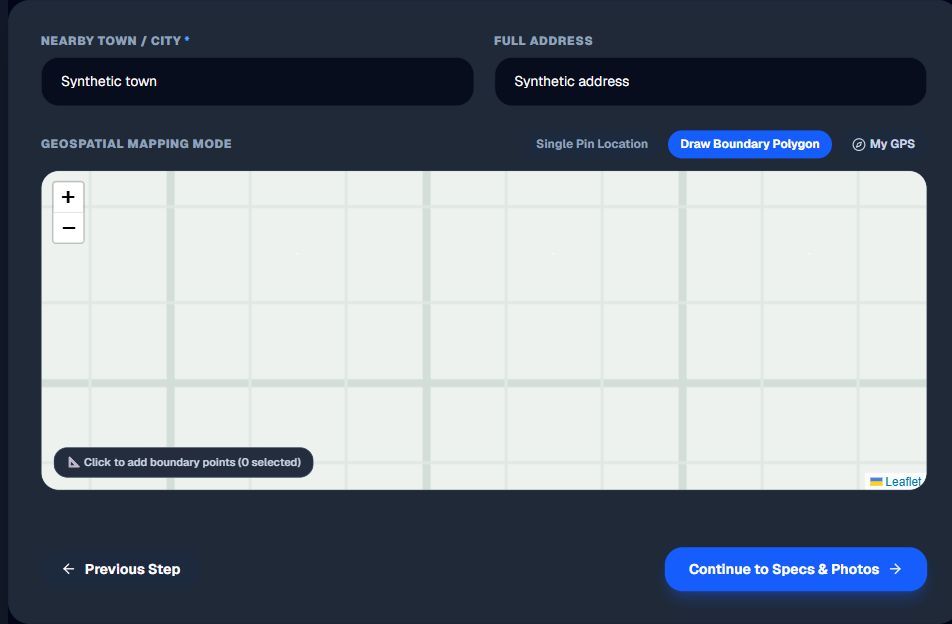 NEARBY TOWN / CITY *
FULL ADDRESS
Synthetic town
Synthetic address
GEOSPATIAL MAPPING MODE
Single Pin Location
Draw Boundary Polygon
My GPS
+
−
📐 Click to add boundary points (0 selected)
Leaflet
← Previous Step
Continue to Specs & Photos →